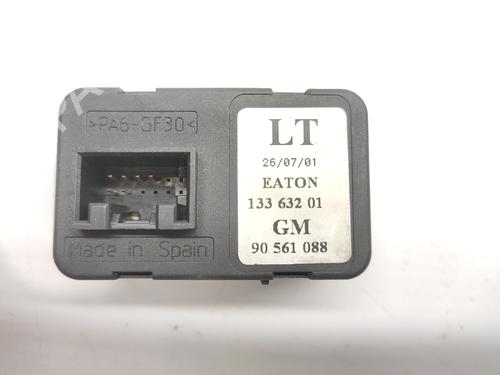 >PA6-GF30<
Made in Spain
LT
26/07/01
EATON
133 632 01
GM
90 561 088